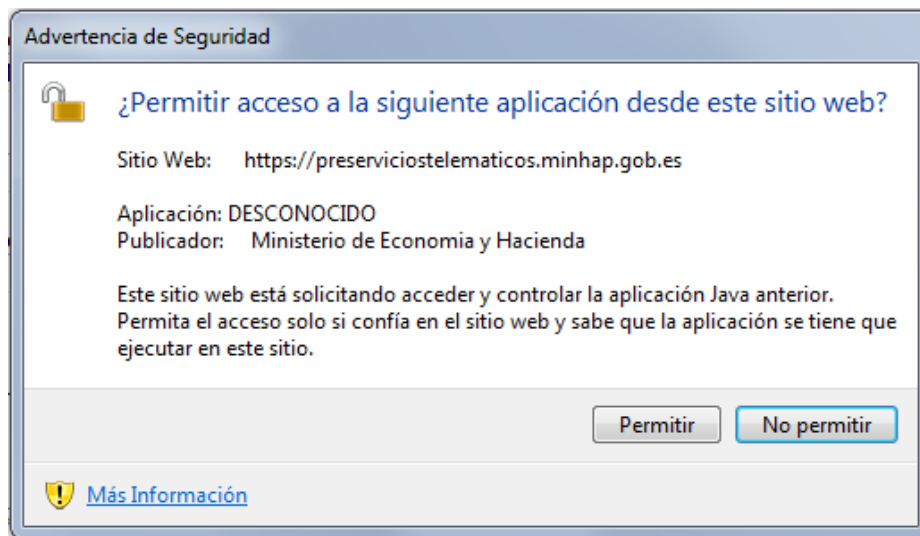 Advertencia de Seguridad
¿Permitir acceso a la siguiente aplicación desde este sitio web?
Sitio Web: https://preserviciostelematicos.minhap.gob.es
Aplicación: DESCONOCIDO
Publicador: Ministerio de Economia y Hacienda
Este sitio web está solicitando acceder y controlar la aplicación Java anterior.
Permita el acceso solo si confía en el sitio web y sabe que la aplicación se tiene que
ejecutar en este sitio.
Permitir No permitir
Más Información